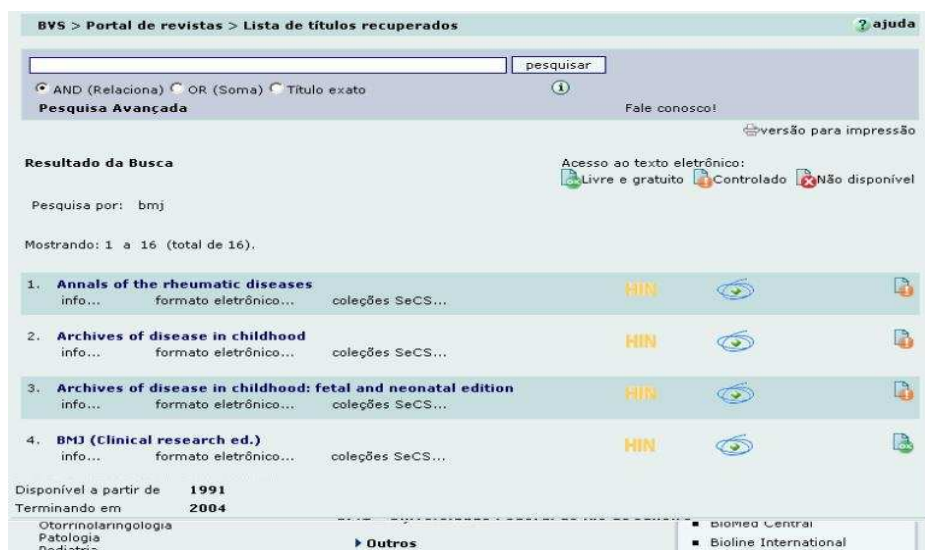 BVS > Portal de revistas > Lista de títulos recuperados ajuda
pesquisar
AND (Relaciona) OR (Soma) Título exato
Pesquisa Avançada Fale conosco!
versão para impressão
Resultado da Busca Acesso ao texto eletrônico:
Livre e gratuito Controlado Não disponível
Pesquisa por: bmj
Mostrando: 1 a 16 (total de 16).
1. Annals of the rheumatic diseases HIN
info... formato eletrônico... coleções SeCS...
2. Archives of disease in childhood HIN
info... formato eletrônico... coleções SeCS...
3. Archives of disease in childhood: fetal and neonatal edition HIN
info... formato eletrônico... coleções SeCS...
4. BMJ (Clinical research ed.) HIN
info... formato eletrônico... coleções SeCS...
Disponível a partir de 1991
Terminando em 2004
Otorrinolaringologia Biomed Central
Patologia Outros Bioline International
Pediatria